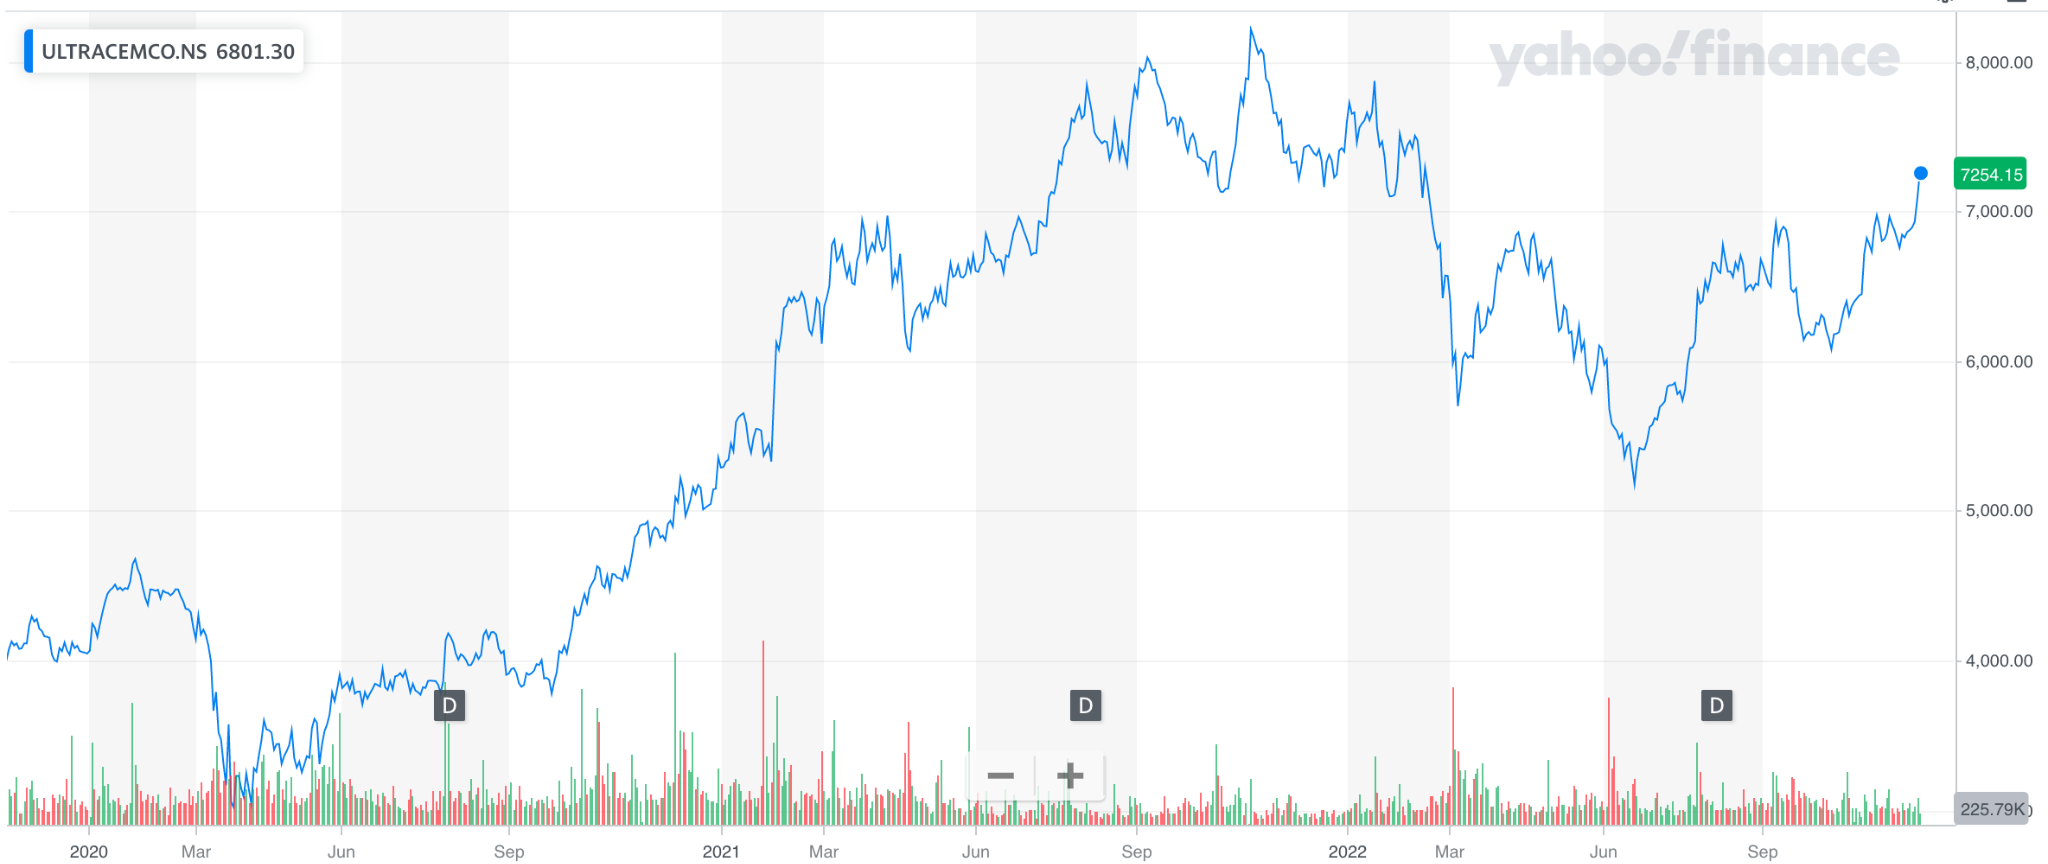 ULTRACEMCO.NS 6801.30
yahoo!finance
8,000.00
7254.15
7,000.00
6,000.00
5,000.00
4,000.00
D D D
225.79K
2020 Mar Jun Sep 2021 Mar Jun Sep 2022 Mar Jun Sep